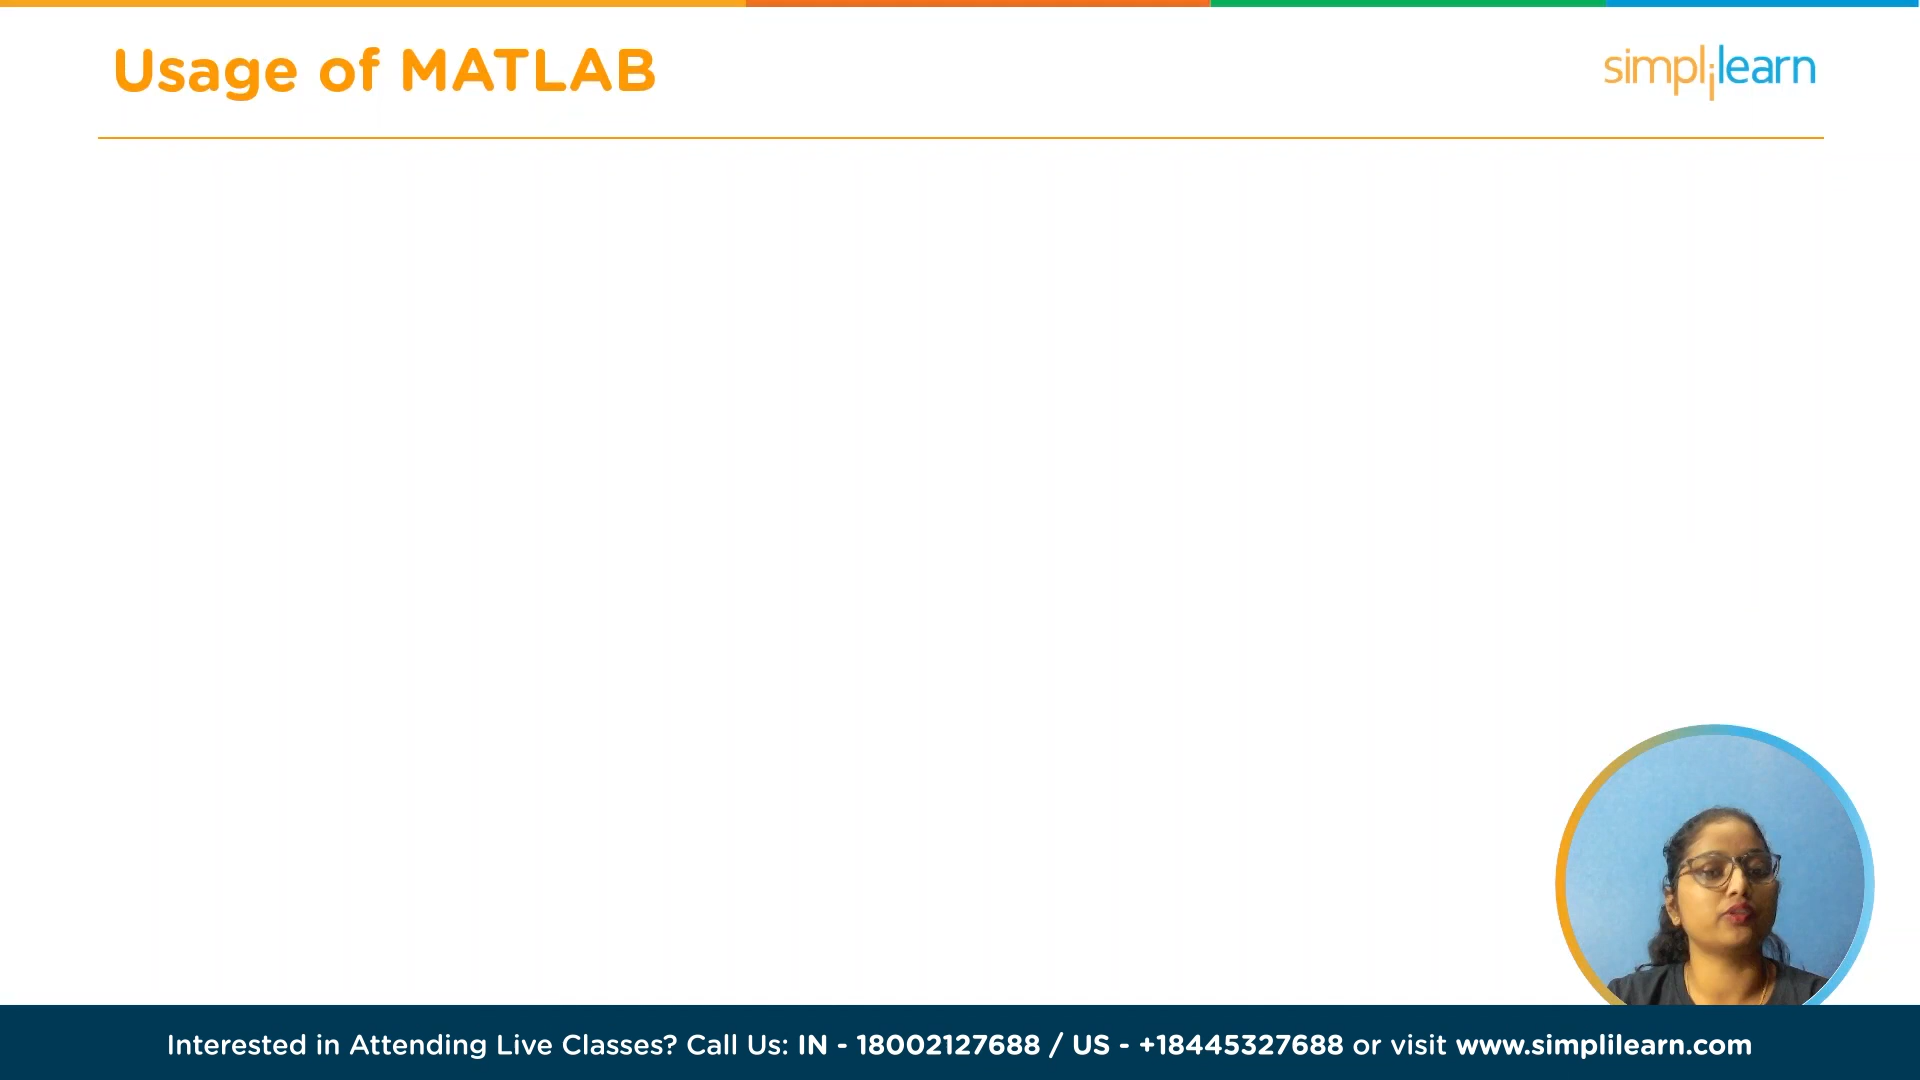 Usage of MATLAB
simplilearn
Interested in Attending Live Classes? Call Us: IN - 18002127688 / US - +18445327688 or visit www.simplilearn.com